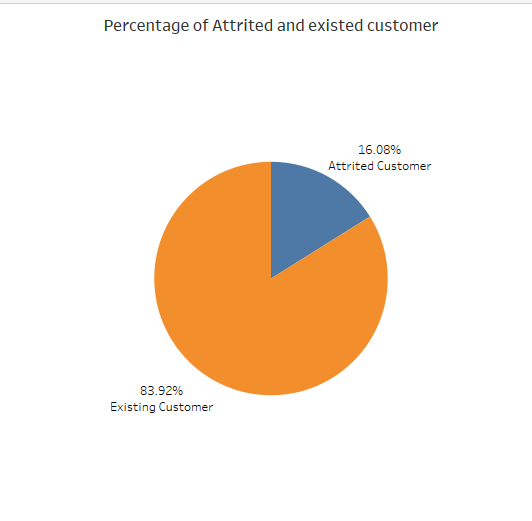 Percentage of Attrited and existed customer
16.08%
Attrited Customer
83.92%
Existing Customer